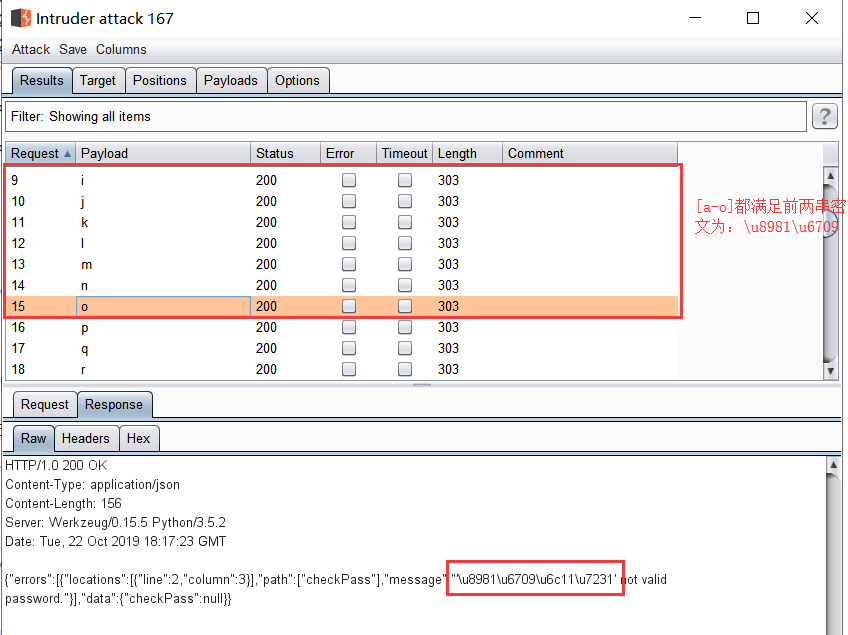 Intruder attack 167
Attack Save Columns
Results Target Positions Payloads Options
Filter: Showing all items
?
Request Payload Status Error Timeout Length Comment
9 i 200 303
10 j 200 303
11 k 200 303
12 l 200 303
13 m 200 303
14 n 200 303
15 o 200 303
16 p 200 303
17 q 200 303
18 r 200 303
[a-o]都满足前两串密
文为: \u8981\u6709
Request Response
Raw Headers Hex
HTTP/1.0 200 OK
Content-Type: application/json
Content-Length: 156
Server: Werkzeug/0.15.5 Python/3.5.2
Date: Tue, 22 Oct 2019 18:17:23 GMT
{"errors":[{"locations":[{"line":2,"column":3}],"path":["checkPass"],"message":"'\u8981\u6709\u6c11\u7231' not valid
password."}],"data":{"checkPass":null}}